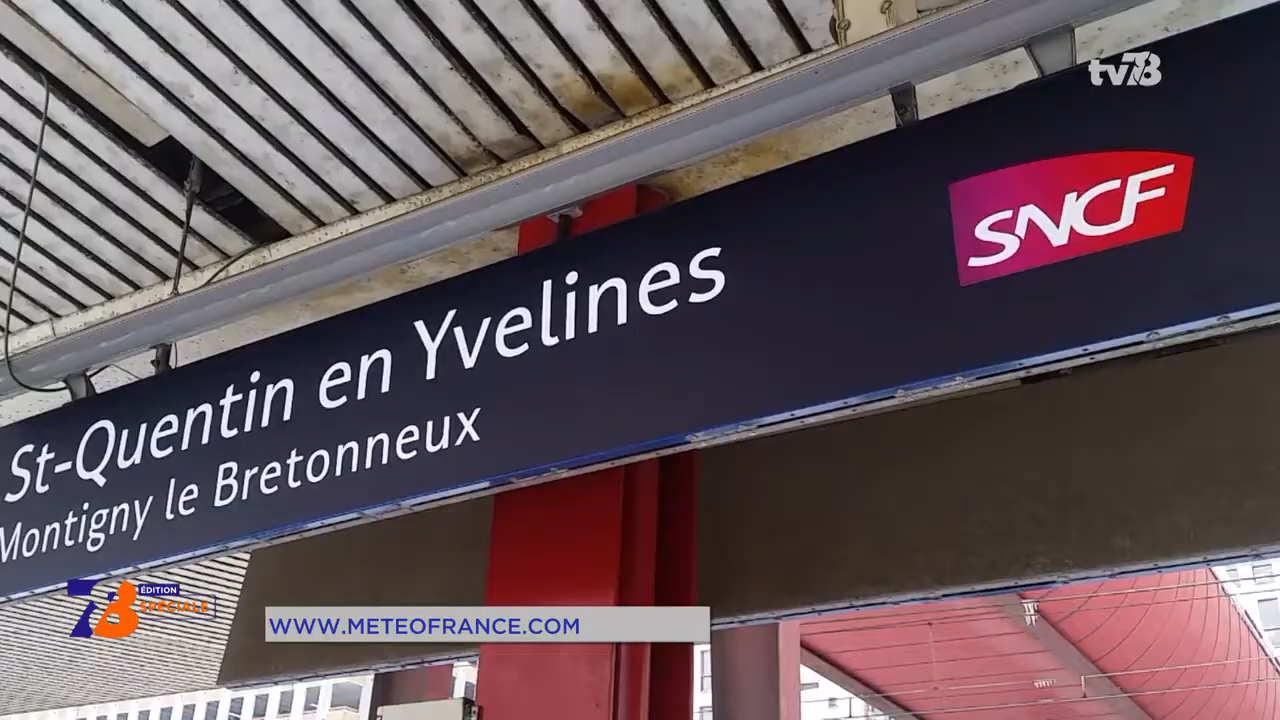 tv78
SNCF
St-Quentin en Yvelines
Montigny le Bretonneux
78
ÉDITION
SPÉCIALE
WWW.METEOFRANCE.COM